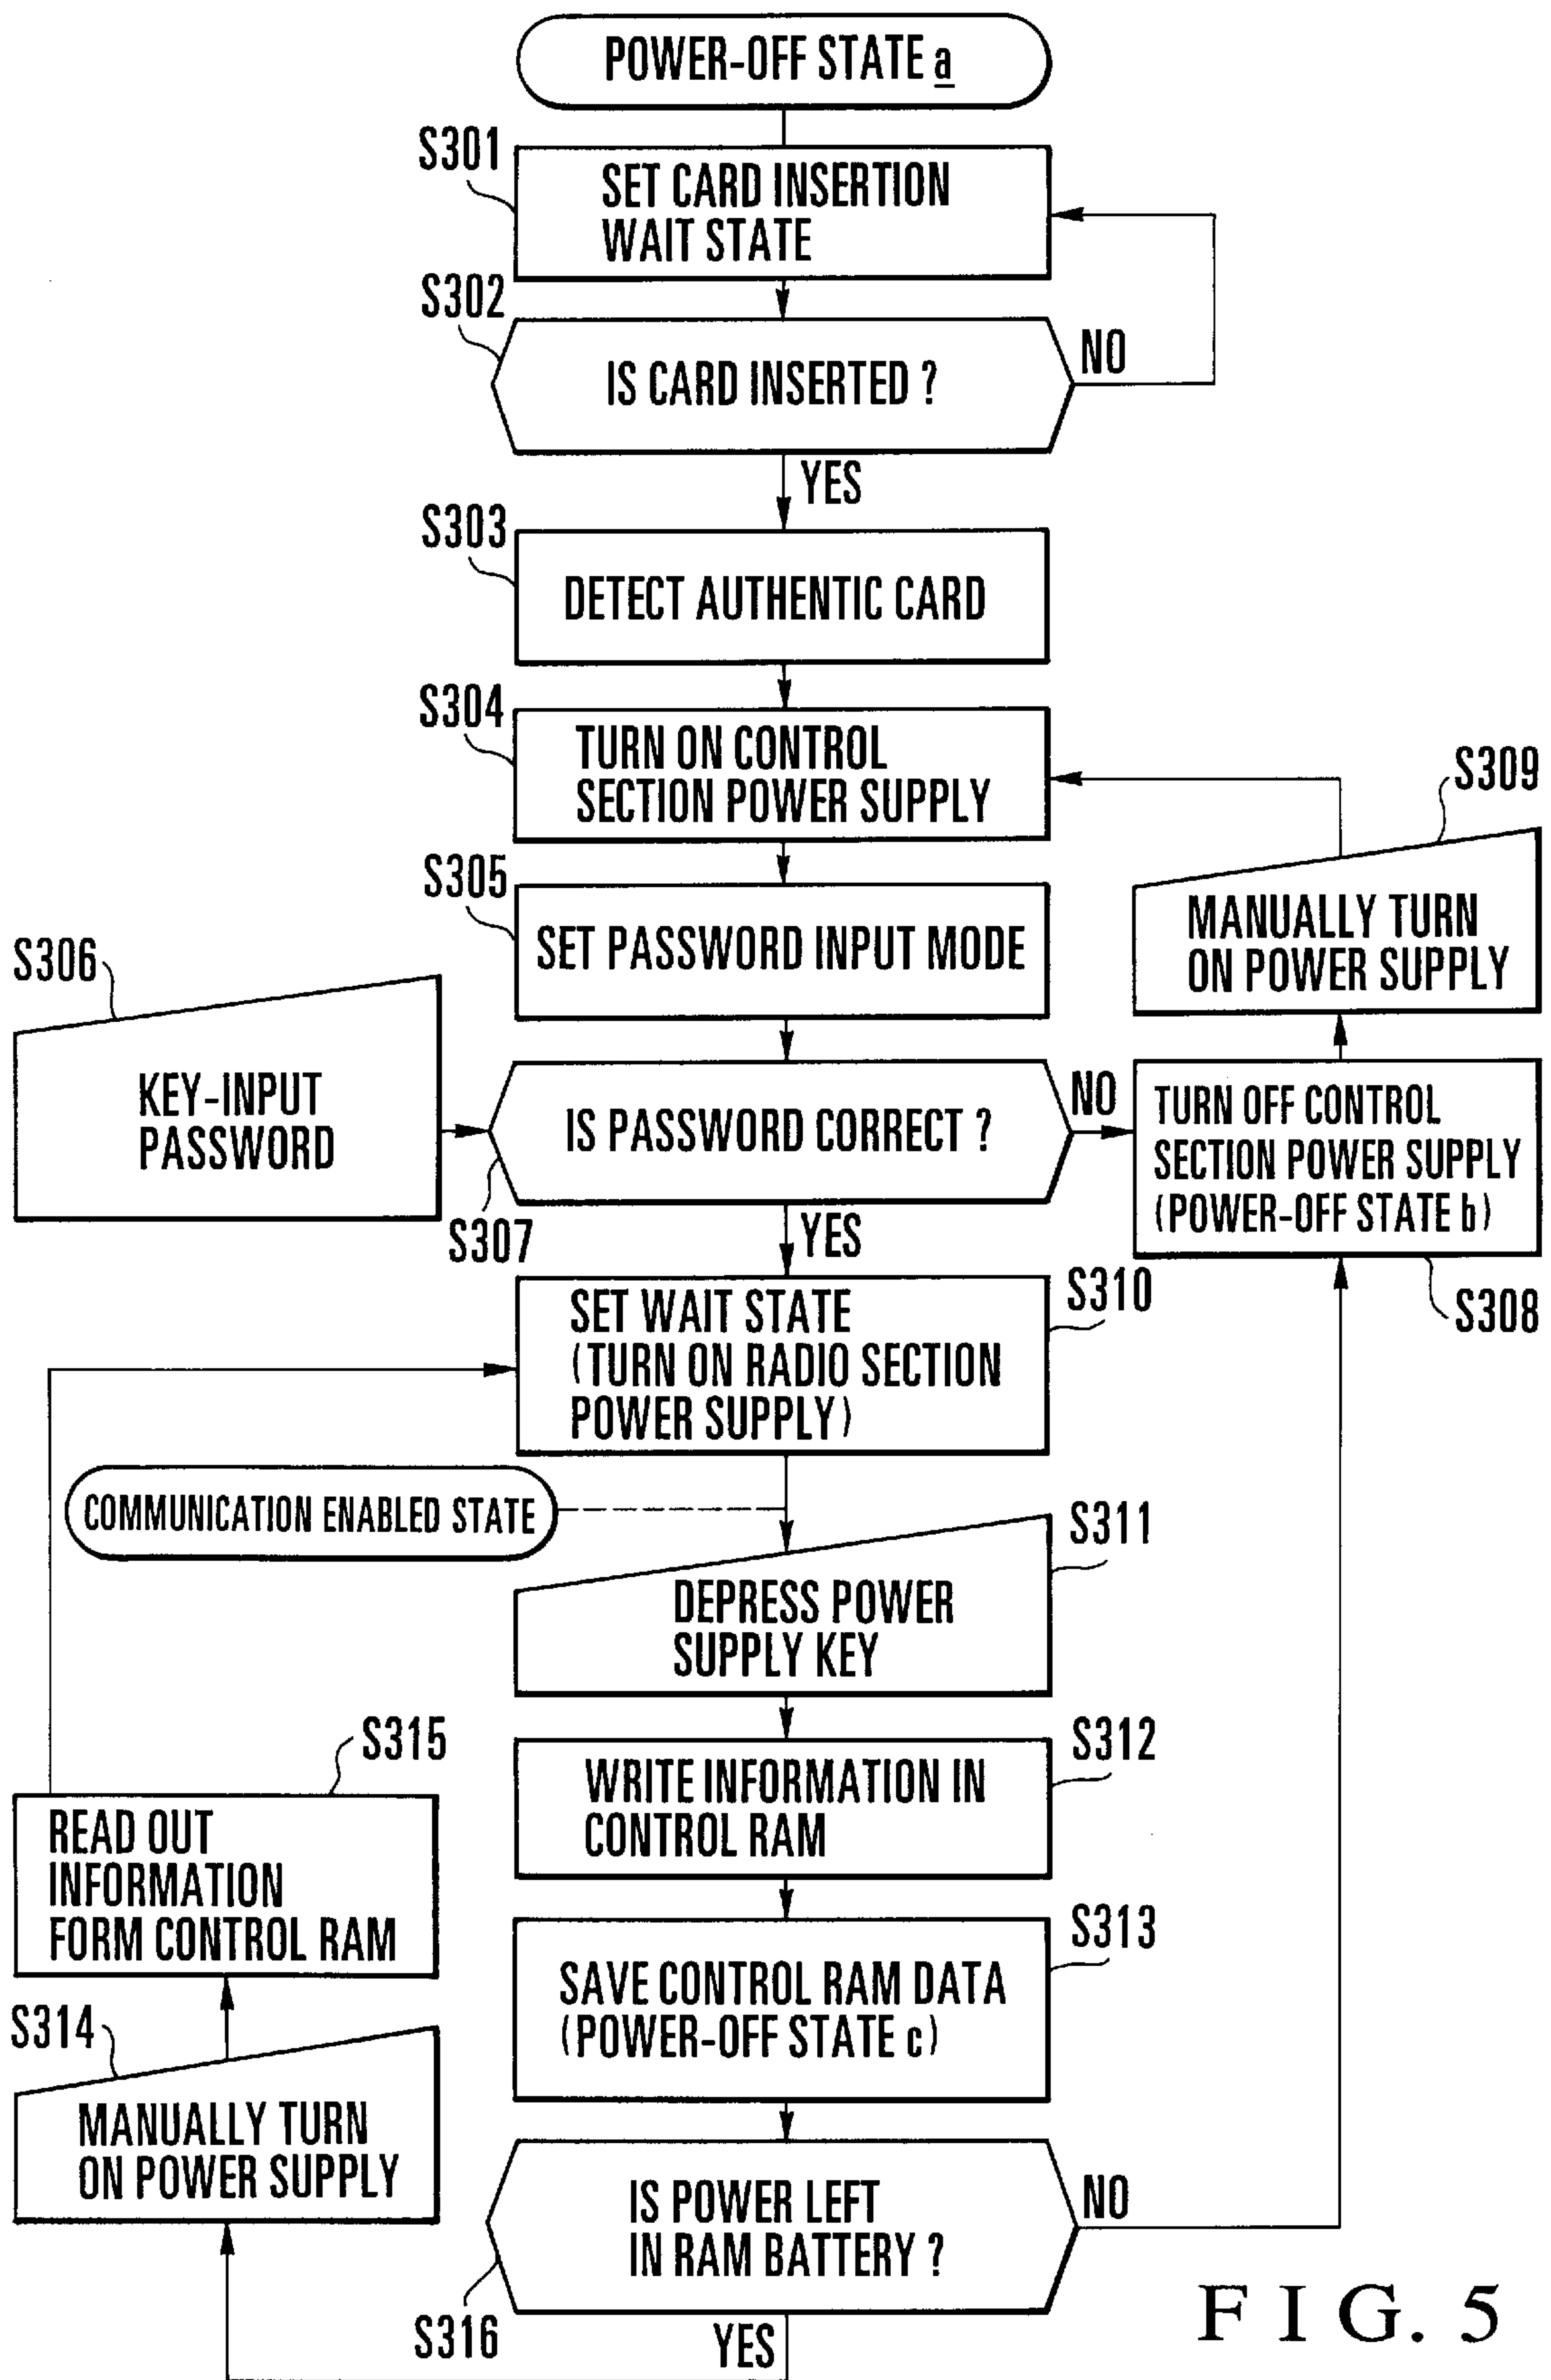 POWER-OFF STATE a
S301
SET CARD INSERTION
WAIT STATE
S302
IS CARD INSERTED ?
NO
YES
S303
DETECT AUTHENTIC CARD
S304
TURN ON CONTROL
SECTION POWER SUPPLY
S309
MANUALLY TURN
ON POWER SUPPLY
S305
SET PASSWORD INPUT MODE
S306
KEY-INPUT
PASSWORD
IS PASSWORD CORRECT ?
S307
NO
TURN OFF CONTROL
SECTION POWER SUPPLY
(POWER-OFF STATE b)
S308
YES
SET WAIT STATE
(TURN ON RADIO SECTION
POWER SUPPLY)
S310
COMMUNICATION ENABLED STATE
S311
DEPRESS POWER
SUPPLY KEY
S312
WRITE INFORMATION IN
CONTROL RAM
S315
READ OUT
INFORMATION
FORM CONTROL RAM
S313
SAVE CONTROL RAM DATA
(POWER-OFF STATE c)
S314
MANUALLY TURN
ON POWER SUPPLY
IS POWER LEFT
IN RAM BATTERY ?
NO
S316
YES
FIG. 5